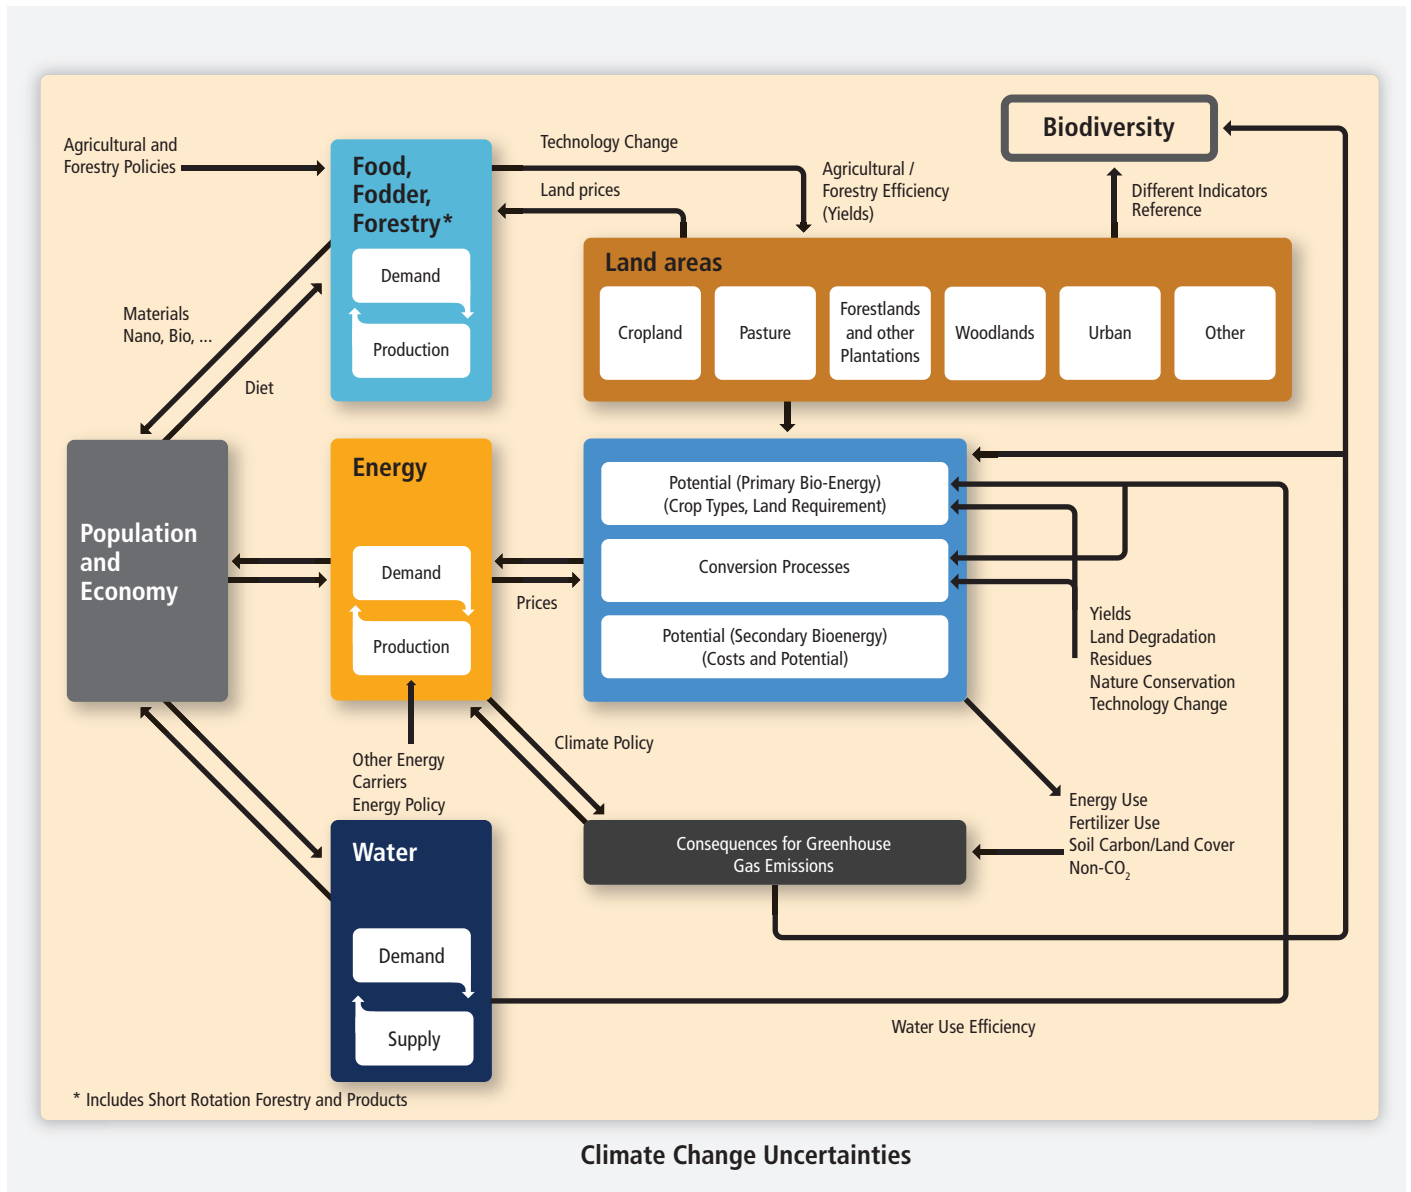 Agricultural and
Forestry Policies
Food,
Fodder,
Forestry*
Demand
Production
Technology Change
Land prices
Agricultural /
Forestry Efficiency
(Yields)
Biodiversity
Different Indicators
Reference
Land areas
Cropland
Pasture
Forestlands
and other
Plantations
Woodlands
Urban
Other
Materials
Nano, Bio, ...
Diet
Population
and
Economy
Energy
Demand
Production
Prices
Potential (Primary Bio-Energy)
(Crop Types, Land Requirement)
Conversion Processes
Potential (Secondary Bioenergy)
(Costs and Potential)
Yields
Land Degradation
Residues
Nature Conservation
Technology Change
Other Energy
Carriers
Energy Policy
Climate Policy
Energy Use
Fertilizer Use
Soil Carbon/Land Cover
Non-CO₂
Consequences for Greenhouse
Gas Emissions
Water
Demand
Supply
Water Use Efficiency
* Includes Short Rotation Forestry and Products
Climate Change Uncertainties